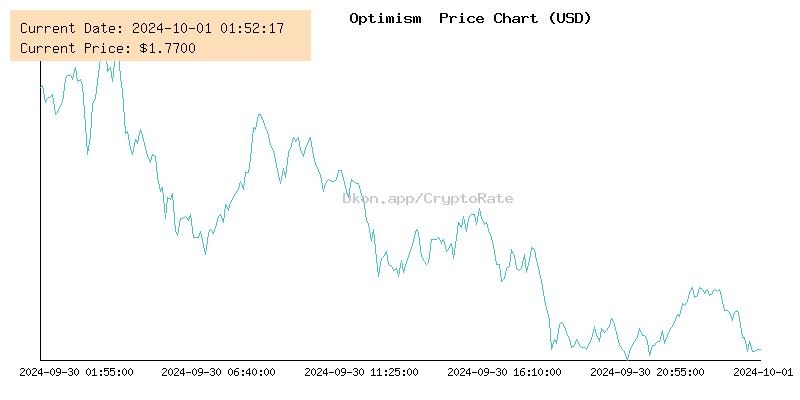 Optimism  Price Chart (USD)
Current Date: 2024-10-01 01:52:17
Current Price: $1.7700
Dkon.app/CryptoRate
2024-09-30 01:55:00 2024-09-30 06:40:00 2024-09-30 11:25:00 2024-09-30 16:10:00 2024-09-30 20:55:00 2024-10-01